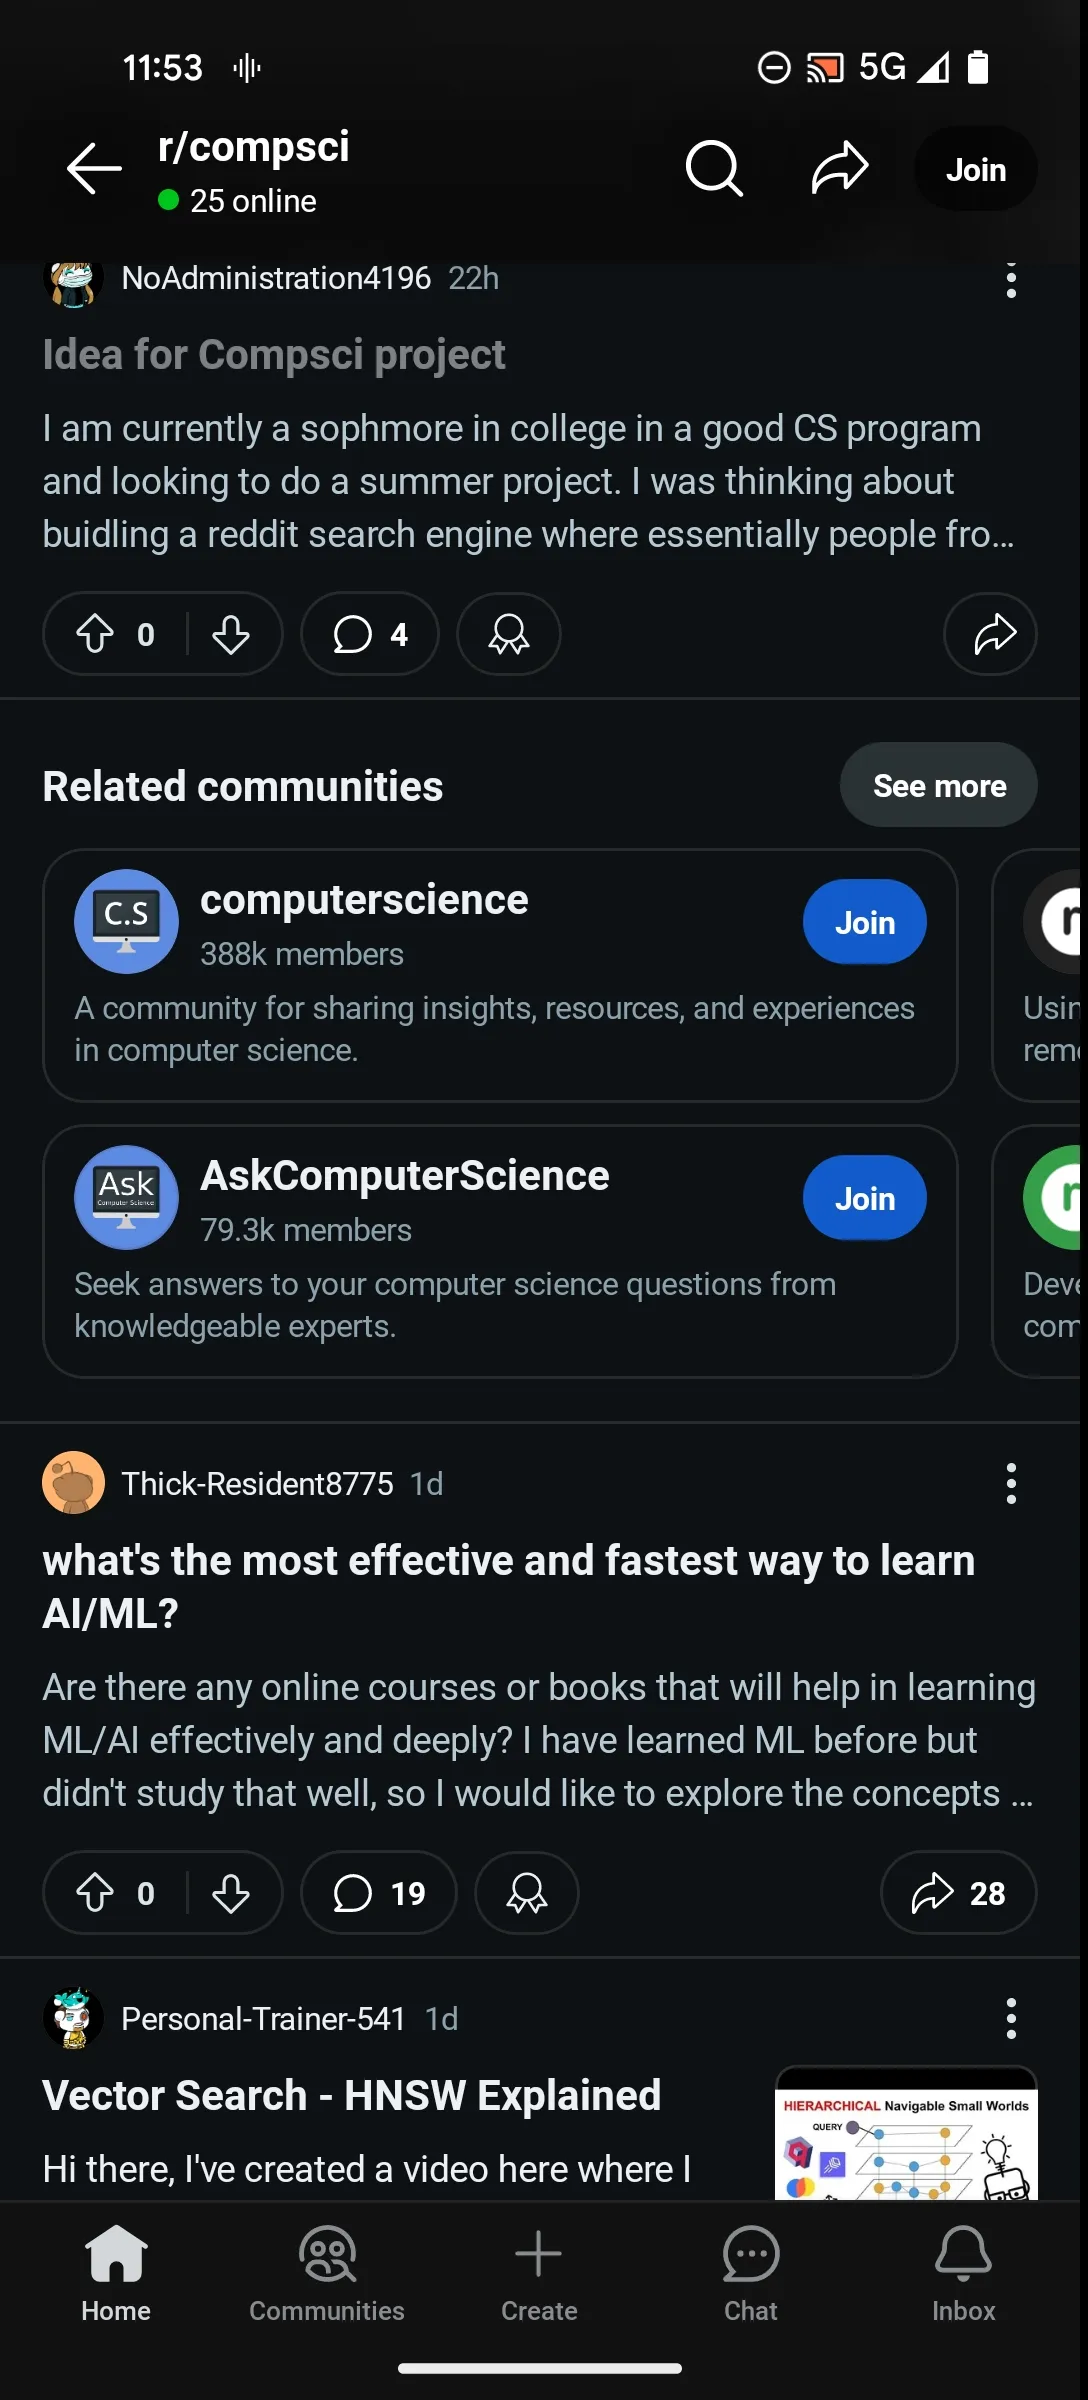 11:53
5G
r/compsci
25 online
Join
NoAdministration4196 22h
Idea for Compsci project
I am currently a sophmore in college in a good CS program
and looking to do a summer project. I was thinking about
buidling a reddit search engine where essentially people fro...
0
4
Related communities
See more
C.S
computerscience
388k members
Join
A community for sharing insights, resources, and experiences
in computer science.
Ask
Computer Science
AskComputerScience
79.3k members
Join
Seek answers to your computer science questions from
knowledgeable experts.
Thick-Resident8775 1d
what's the most effective and fastest way to learn
AI/ML?
Are there any online courses or books that will help in learning
ML/AI effectively and deeply? I have learned ML before but
didn't study that well, so I would like to explore the concepts ...
0
19
28
Personal-Trainer-541 1d
Vector Search - HNSW Explained
Hi there, I've created a video here where I
HIERARCHICAL Navigable Small Worlds
QUERY
Home
Communities
Create
Chat
Inbox